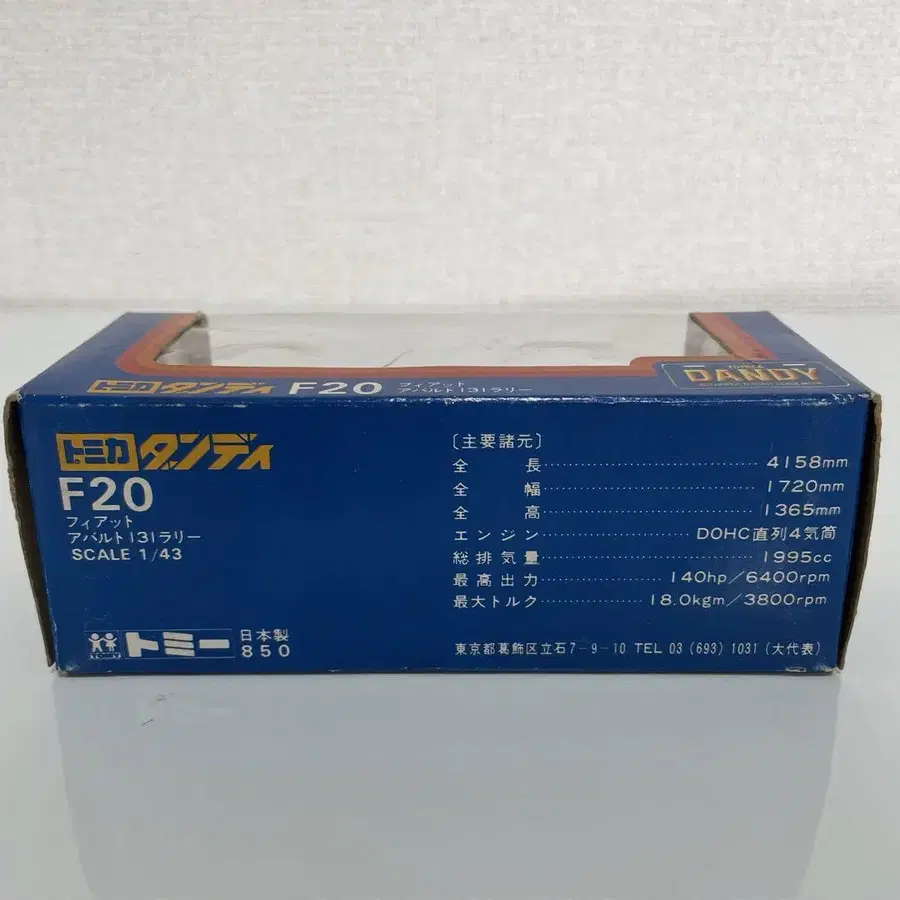 トミカ ダンディ F20 フィアット
アバルト131ラリー
TOMICA
DANDY
トミカ ダンディ
F20
フィアット
アバルト131ラリー
SCALE 1/43
〔主要諸元〕
全長 4158mm
全幅 1720mm
全高 1365mm
エンジン DOHC直列4気筒
総排気量 1995cc
最高出力 140hp/6400rpm
最大トルク 18.0kgm/3800rpm
TOMY トミー 日本製
850
東京都葛飾区立石7-9-10 TEL 03 (693) 1031 (大代表)